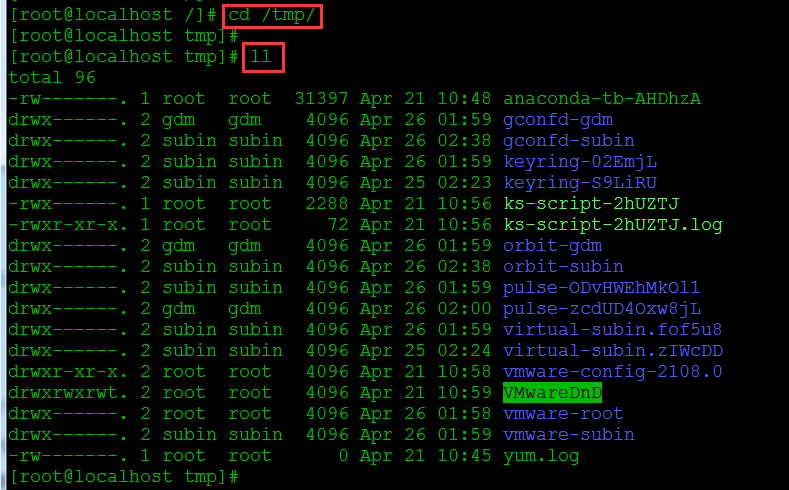 [root@localhost /]# cd /tmp/
[root@localhost tmp]#
[root@localhost tmp]# ll
total 96
-rw-------. 1 root  root  31397 Apr 21 10:48 anaconda-tb-AHDhzA
drwx------. 2 gdm   gdm    4096 Apr 26 01:59 gconfd-gdm
drwx------. 2 subin subin  4096 Apr 26 02:38 gconfd-subin
drwx------. 2 subin subin  4096 Apr 26 01:59 keyring-02EmjL
drwx------. 2 subin subin  4096 Apr 25 02:23 keyring-S9LiRU
-rwx------. 1 root  root   2288 Apr 21 10:56 ks-script-2hUZTJ
-rwxr-xr-x. 1 root  root     72 Apr 21 10:56 ks-script-2hUZTJ.log
drwx------. 2 gdm   gdm    4096 Apr 26 01:59 orbit-gdm
drwx------. 2 subin subin  4096 Apr 26 02:38 orbit-subin
drwx------. 2 subin subin  4096 Apr 26 01:59 pulse-ODvHWEhMkOl1
drwx------. 2 gdm   gdm    4096 Apr 26 02:00 pulse-zcdUD4Oxw8jL
drwx------. 2 subin subin  4096 Apr 26 01:59 virtual-subin.fof5u8
drwx------. 2 subin subin  4096 Apr 25 02:24 virtual-subin.zIWcDD
drwxr-xr-x. 2 root  root   4096 Apr 21 10:58 vmware-config-2108.0
drwxrwxrwt. 2 root  root   4096 Apr 21 10:59 VMwareDnD
drwx------. 2 root  root   4096 Apr 26 01:58 vmware-root
drwx------. 2 subin subin  4096 Apr 26 01:59 vmware-subin
-rw-------. 1 root  root      0 Apr 21 10:45 yum.log
[root@localhost tmp]#